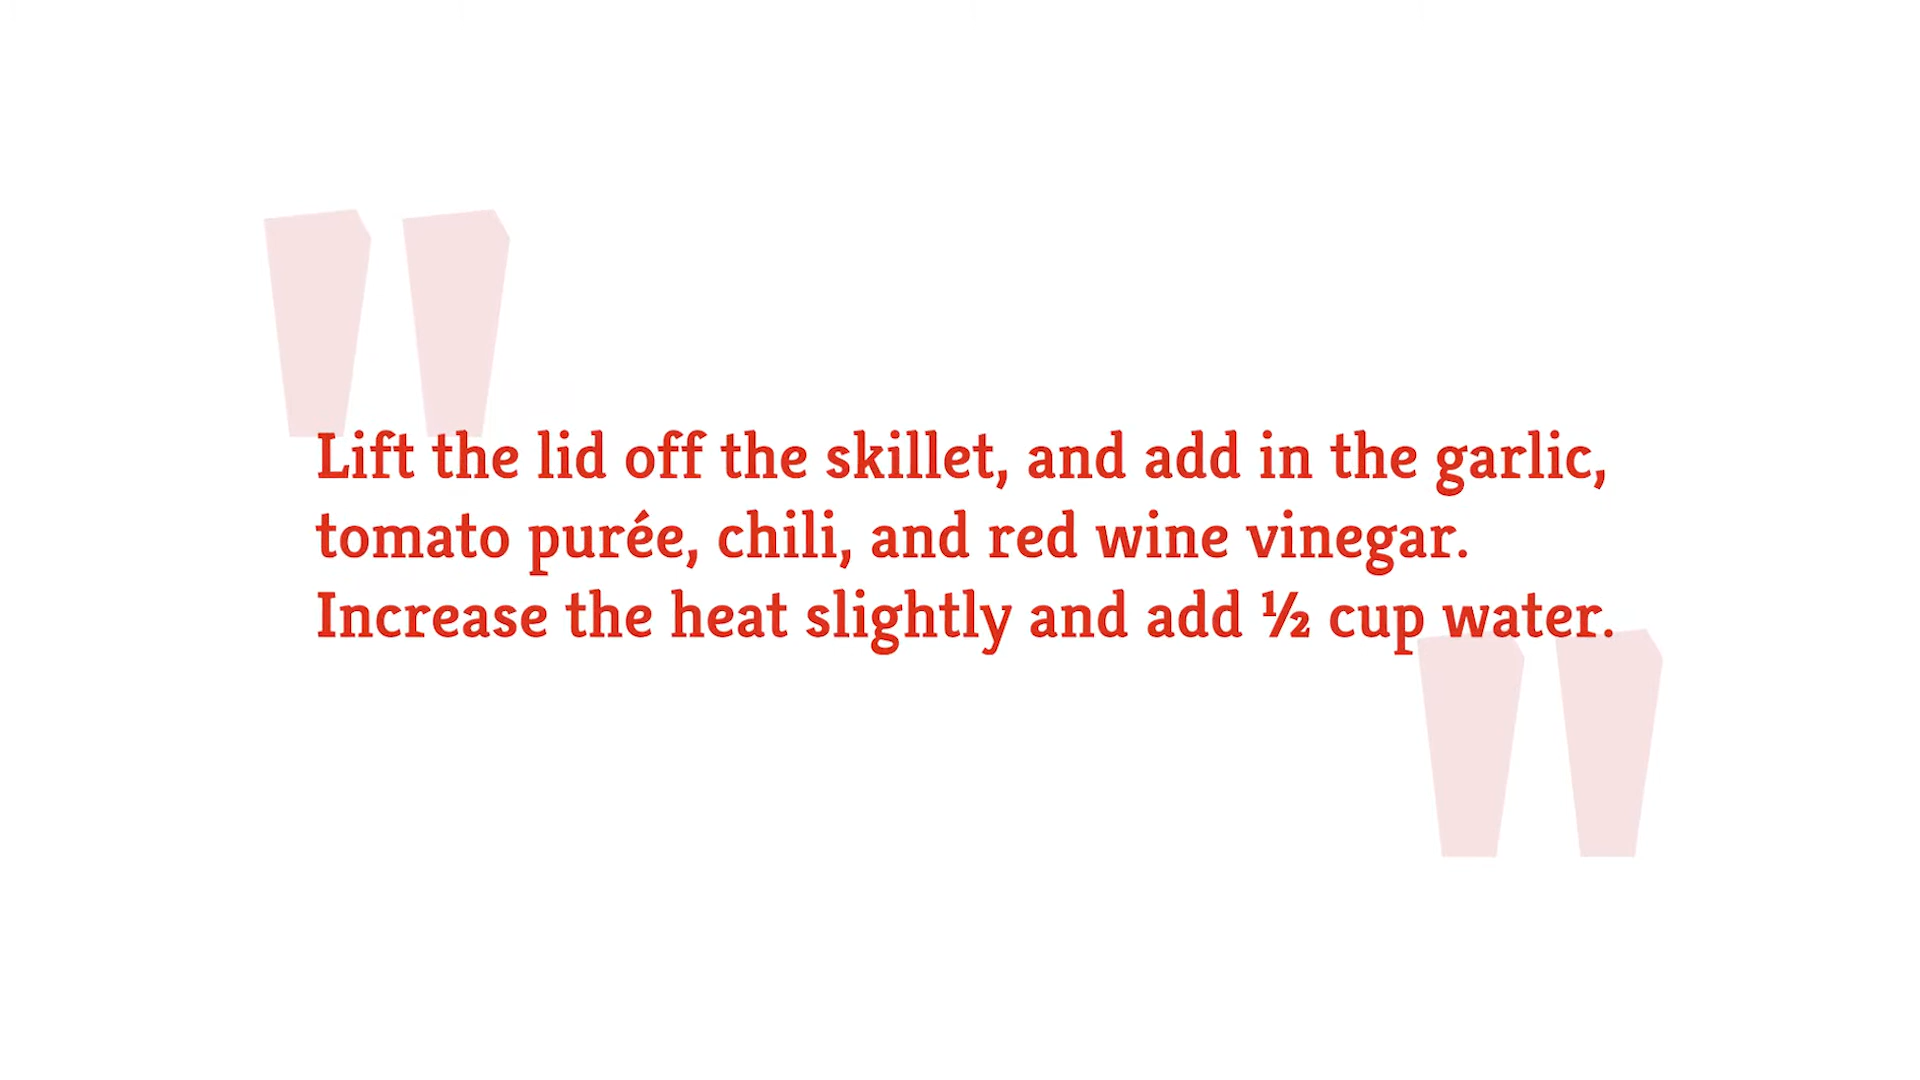 Lift the lid off the skillet, and add in the garlic,
tomato purée, chili, and red wine vinegar.
Increase the heat slightly and add ½ cup water.